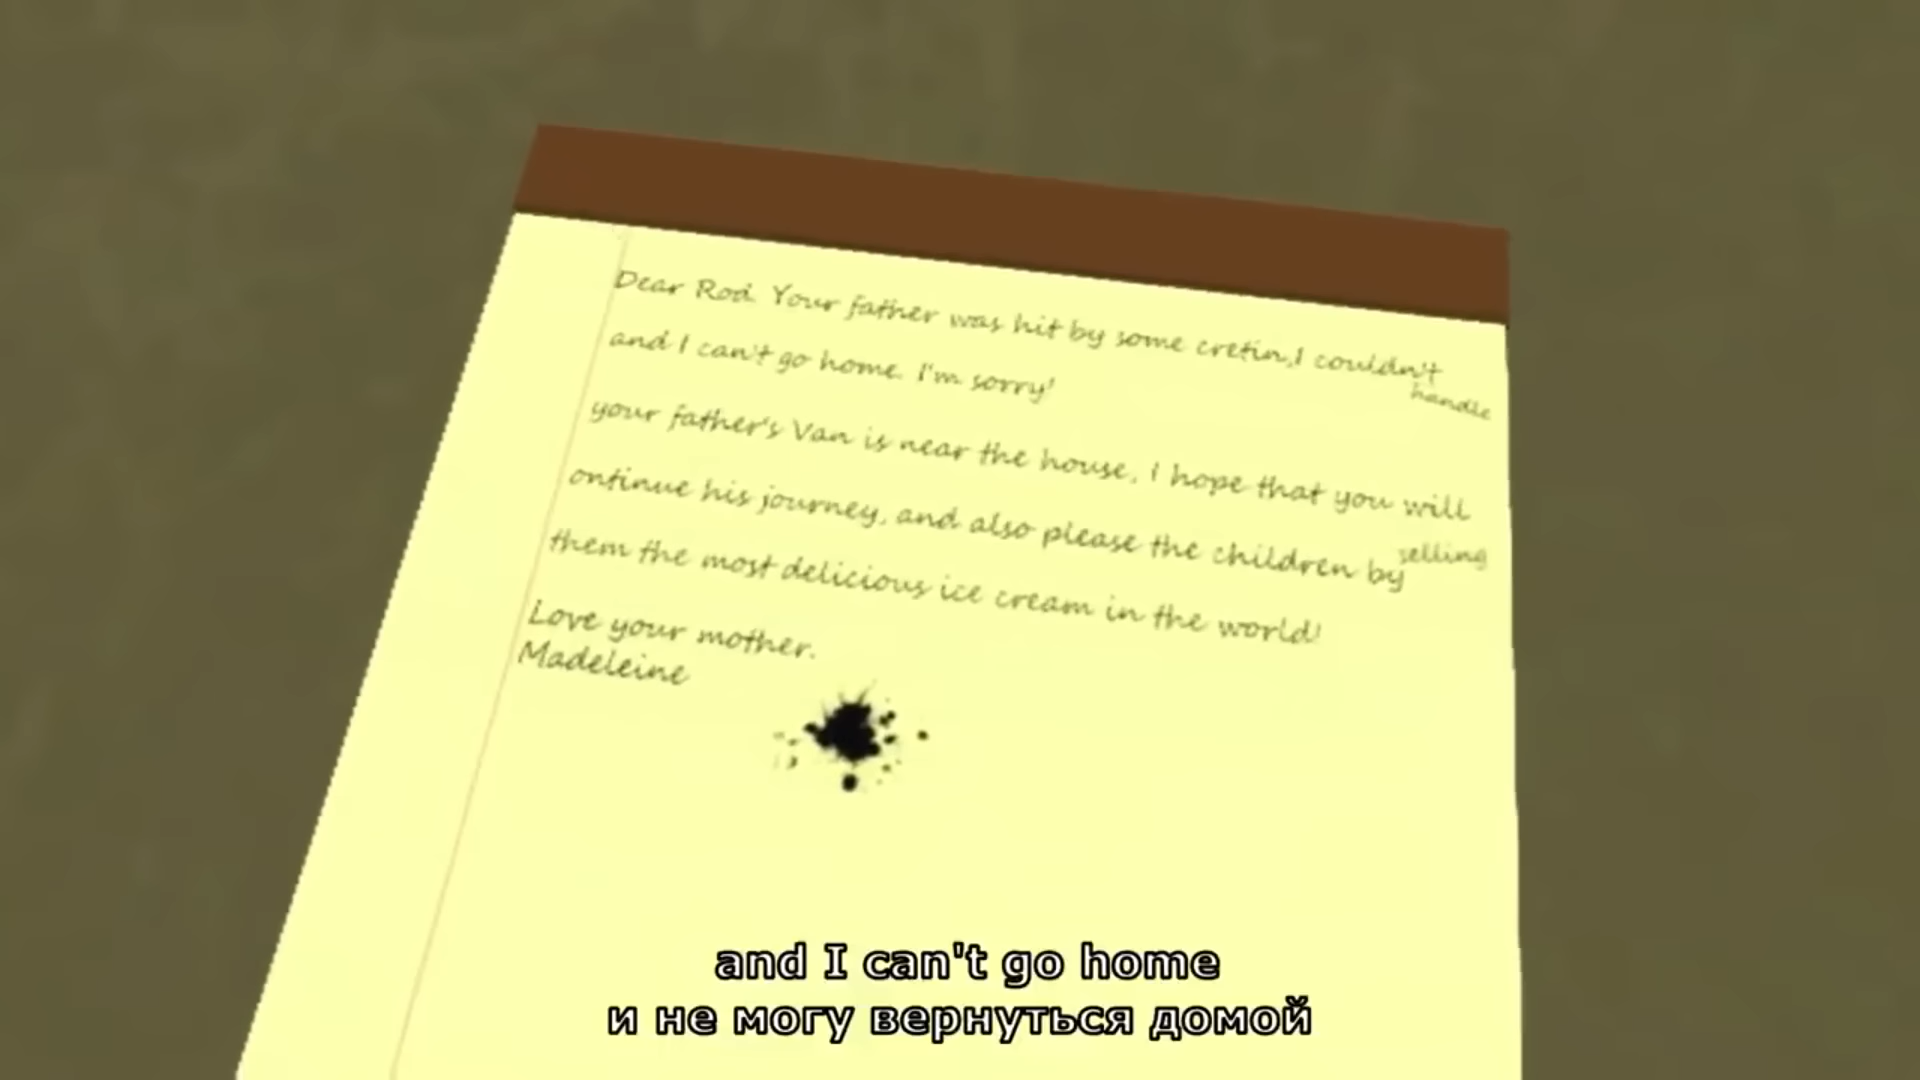 Dear Rod. Your father was hit by some cretin,I couldn't
handle
and I can't go home. I'm sorry!
your father's Van is near the house, I hope that you will
ontinue his journey, and also please the children by
selling
them the most delicious ice cream in the world!
Love your mother.
Madeleine
and I can't go home
и не могу вернуться домой